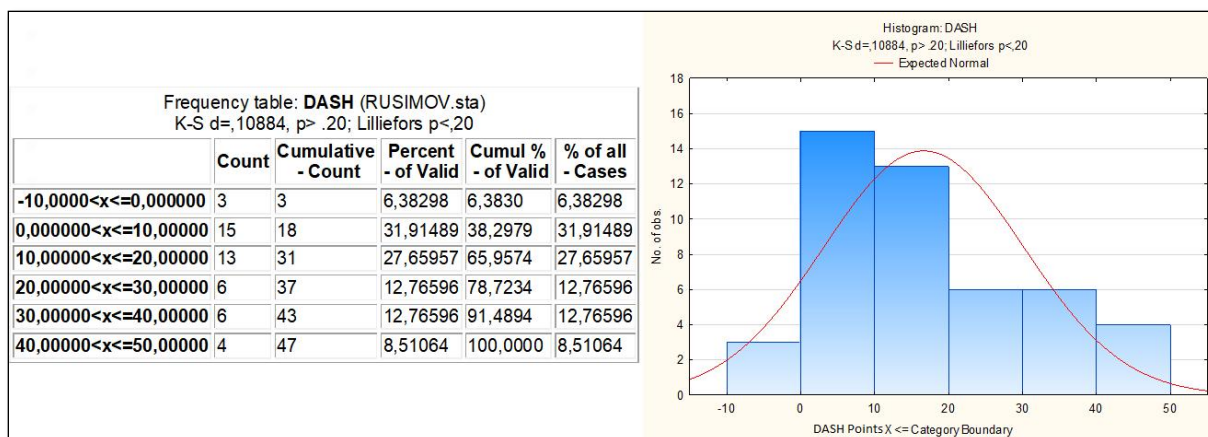 Frequency table: DASH (RUSIMOV.sta)
K-S d=,10884, p> .20; Lilliefors p<,20
Count Cumulative - Count Percent - of Valid Cumul % - of Valid % of all - Cases
-10,0000<x<=0,000000 3 3 6,38298 6,3830 6,38298
0,000000<x<=10,00000 15 18 31,91489 38,2979 31,91489
10,00000<x<=20,00000 13 31 27,65957 65,9574 27,65957
20,00000<x<=30,00000 6 37 12,76596 78,7234 12,76596
30,00000<x<=40,00000 6 43 12,76596 91,4894 12,76596
40,00000<x<=50,00000 4 47 8,51064 100,0000 8,51064
Histogram: DASH
K-S d=,10884, p> .20; Lilliefors p<,20
Expected Normal
18
16
14
12
10
8
6
4
2
0
No. of obs.
-10 0 10 20 30 40 50
DASH Points X <= Category Boundary